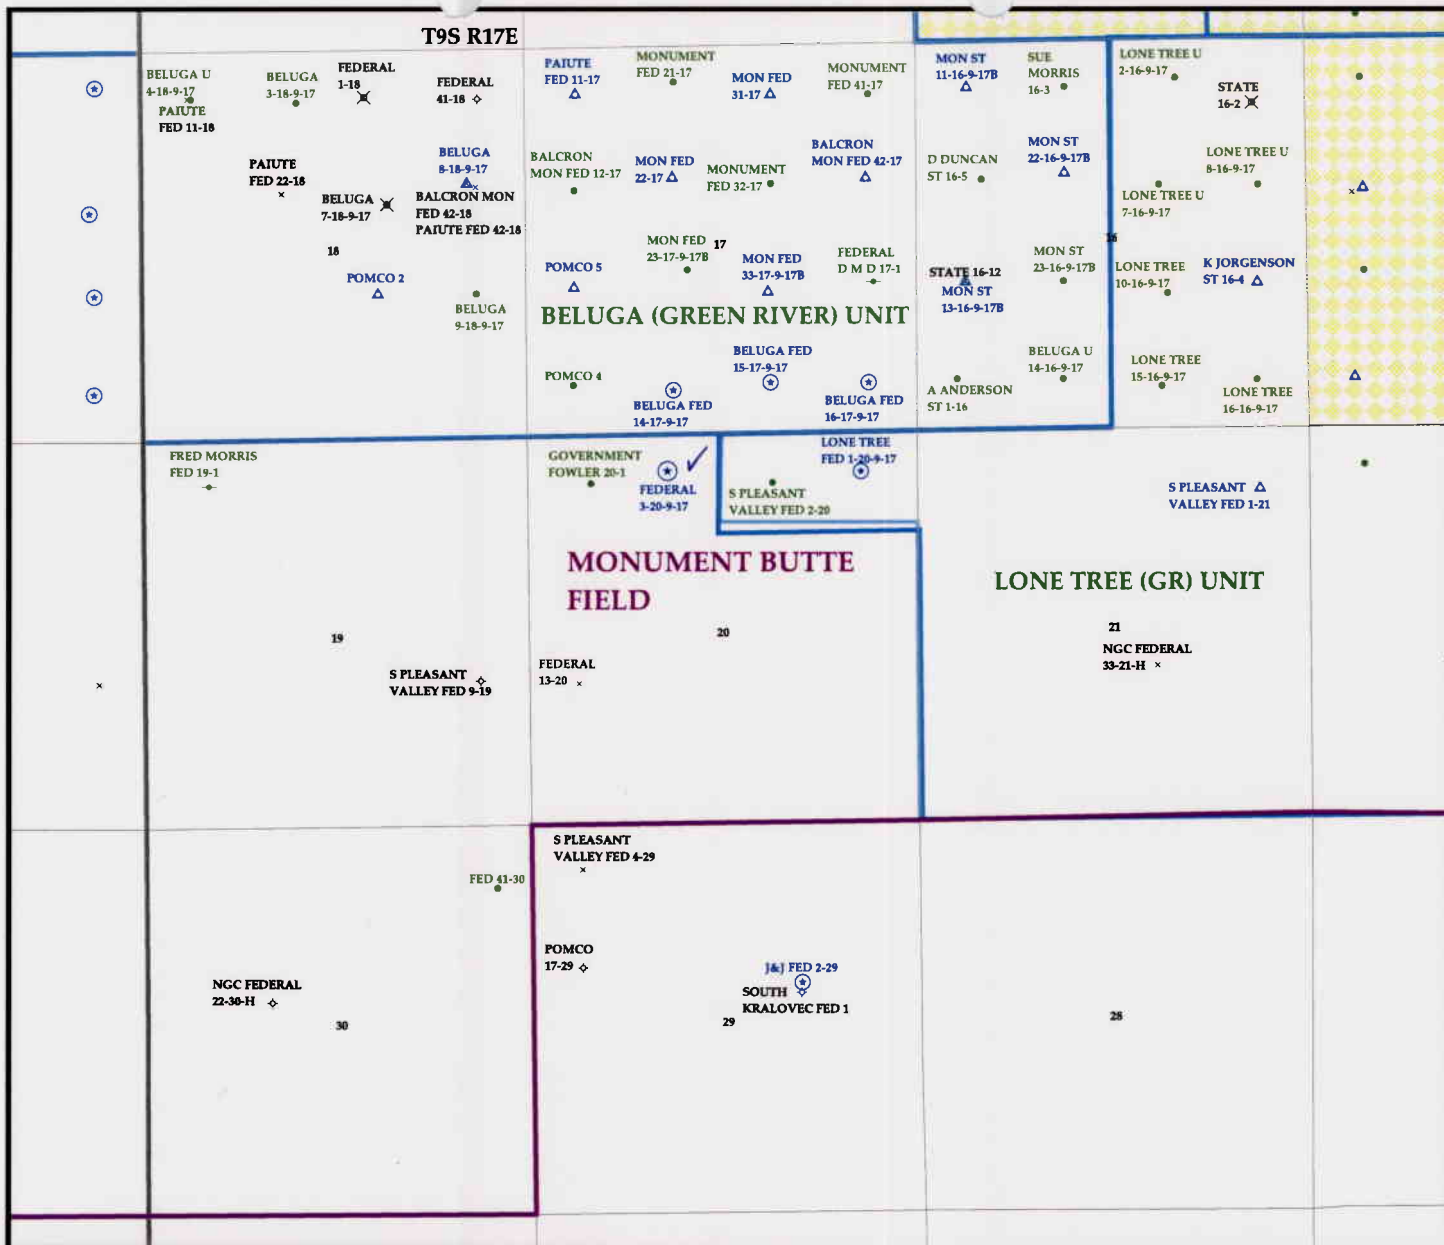 T9S R17E
BELUGA U
4-18-9-17
PAIUTE
FED 11-18
BELUGA
3-18-9-17
FEDERAL
1-18
FEDERAL
41-18
PAIUTE
FED 11-17
MONUMENT
FED 21-17
MON FED
31-17
MONUMENT
FED 41-17
MON ST
11-16-9-17B
SUE
MORRIS
16-3
LONE TREE U
2-16-9-17
STATE
16-2
PAIUTE
FED 22-18
BELUGA
8-18-9-17
BELUGA
7-18-9-17
BALCRON MON
FED 42-18
PAIUTE FED 42-18
BALCRON
MON FED 12-17
MON FED
22-17
MONUMENT
FED 32-17
BALCRON
MON FED 42-17
D DUNCAN
ST 16-5
MON ST
22-16-9-17B
LONE TREE U
7-16-9-17
LONE TREE U
8-16-9-17
18
POMCO 2
BELUGA
9-18-9-17
POMCO 5
MON FED
23-17-9-17B
17
MON FED
33-17-9-17B
FEDERAL
D M D 17-1
STATE 16-12
MON ST
13-16-9-17B
MON ST
23-16-9-17B
16
LONE TREE
10-16-9-17
K JORGENSON
ST 16-4
BELUGA (GREEN RIVER) UNIT
POMCO 4
BELUGA FED
14-17-9-17
BELUGA FED
15-17-9-17
BELUGA FED
16-17-9-17
A ANDERSON
ST 1-16
BELUGA U
14-16-9-17
LONE TREE
15-16-9-17
LONE TREE
16-16-9-17
FRED MORRIS
FED 19-1
GOVERNMENT
FOWLER 20-1
FEDERAL
3-20-9-17
S PLEASANT
VALLEY FED 2-20
LONE TREE
FED 1-20-9-17
S PLEASANT
VALLEY FED 1-21
MONUMENT BUTTE
FIELD
LONE TREE (GR) UNIT
19
20
21
S PLEASANT
VALLEY FED 9-19
FEDERAL
13-20
NGC FEDERAL
33-21-H
S PLEASANT
VALLEY FED 4-29
FED 41-30
POMCO
17-29
J&J FED 2-29
SOUTH
KRALOVEC FED 1
NGC FEDERAL
22-30-H
30
29
28